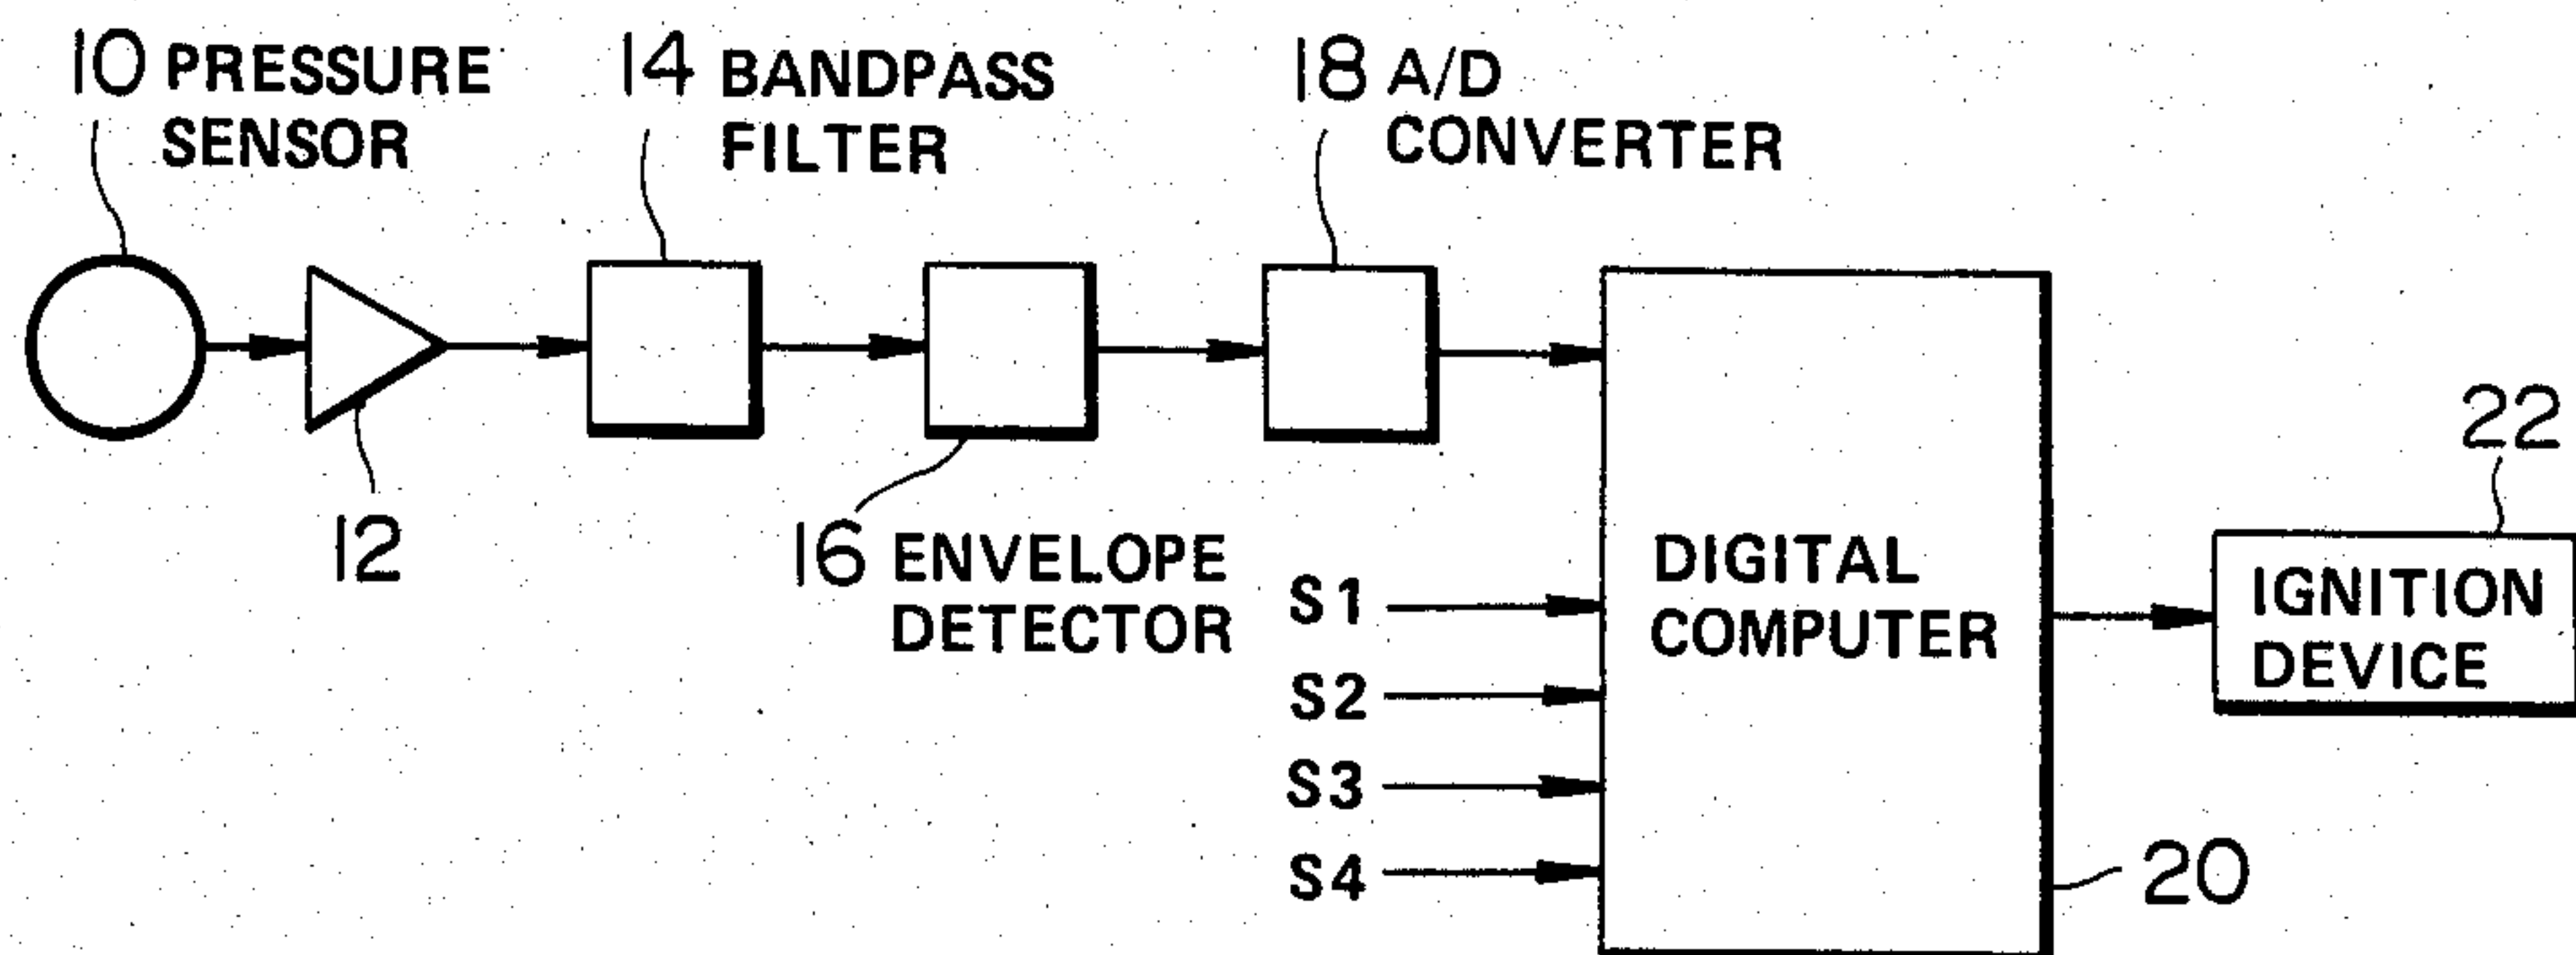 10 PRESSURE
SENSOR
14 BANDPASS
FILTER
18 A/D
CONVERTER
12
16 ENVELOPE
DETECTOR
S1
S2
S3
S4
DIGITAL
COMPUTER
20
22
IGNITION
DEVICE